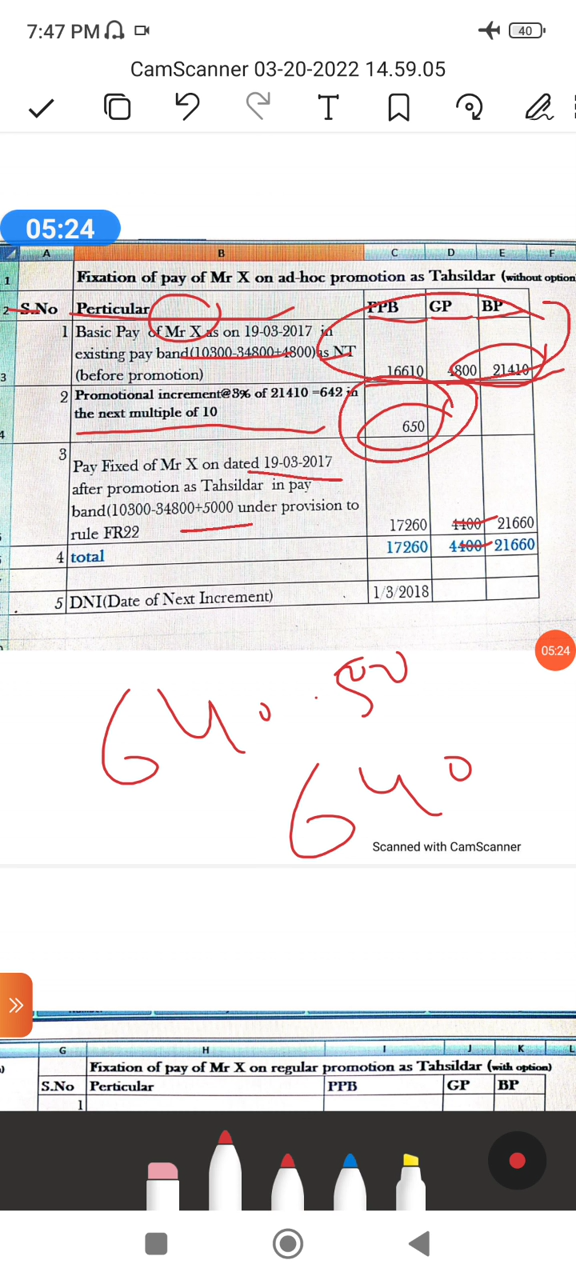 7:47 PM
40
CamScanner 03-20-2022 14.59.05
T
05:24
A B C D E F
1 Fixation of pay of Mr X on ad-hoc promotion as Tahsildar (without option
2 S.No Perticular PPB GP BP
1 Basic Pay of Mr X as on 19-03-2017 in
existing pay band(10300-34800+4800)as NT
3 (before promotion) 16610 4800 21410
2 Promotional increment@3% of 21410 =642 in
the next multiple of 10
4 650
3
Pay Fixed of Mr X on dated 19-03-2017
after promotion as Tahsildar in pay
band(10300-34800+5000 under provision to
rule FR22 17260 4400 21660
4 total 17260 4400 21660
5 DNI(Date of Next Increment) 1/3/2018
05:24
640.50
640
Scanned with CamScanner
G H I J K L
Fixation of pay of Mr X on regular promotion as Tahsildar (with option)
S.No Perticular PPB GP BP
1